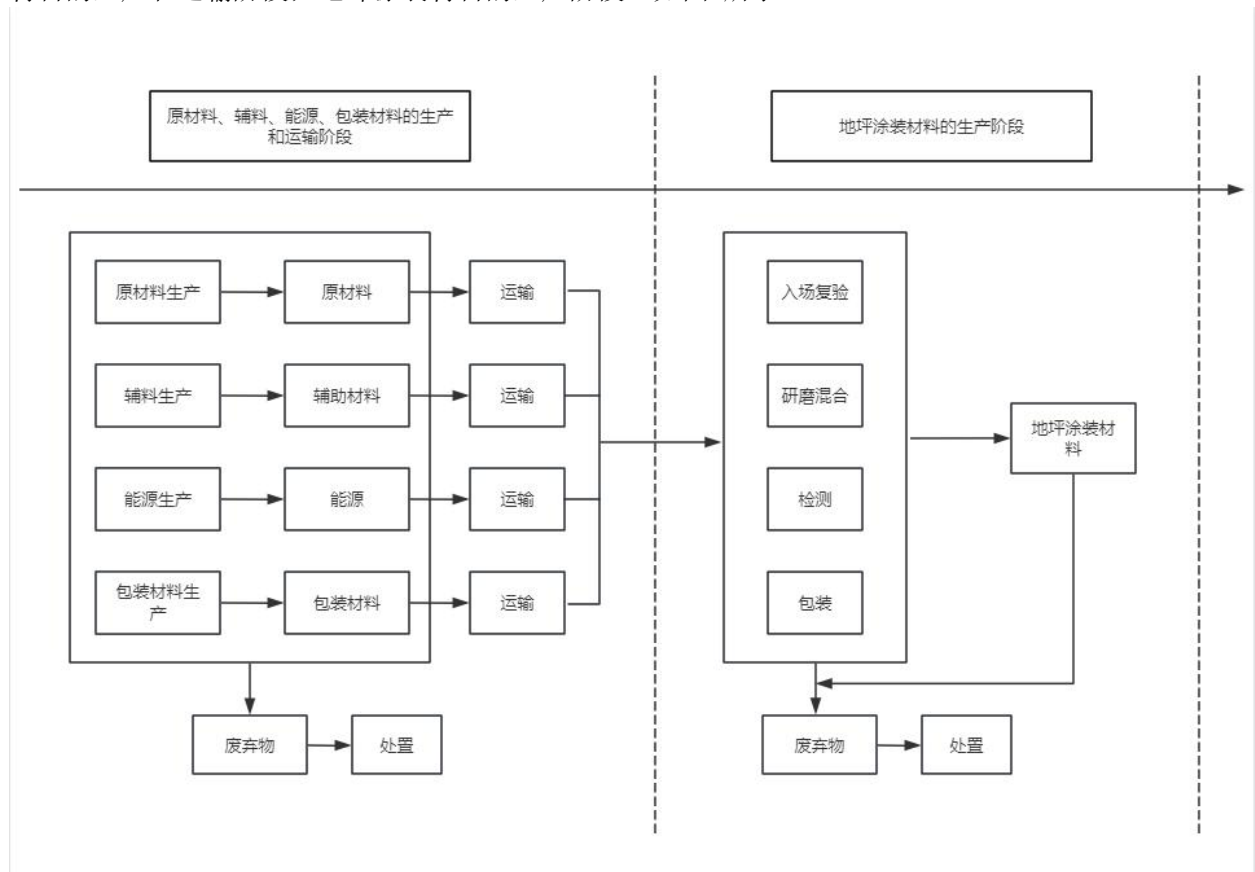 原材料、辅料、能源、包装材料的生产
和运输阶段
地坪涂装材料的生产阶段
原材料生产
原材料
运输
入场复验
辅料生产
辅助材料
运输
研磨混合
地坪涂装材
料
能源生产
能源
运输
检测
包装材料生
产
包装材料
运输
包装
废弃物
处置
废弃物
处置